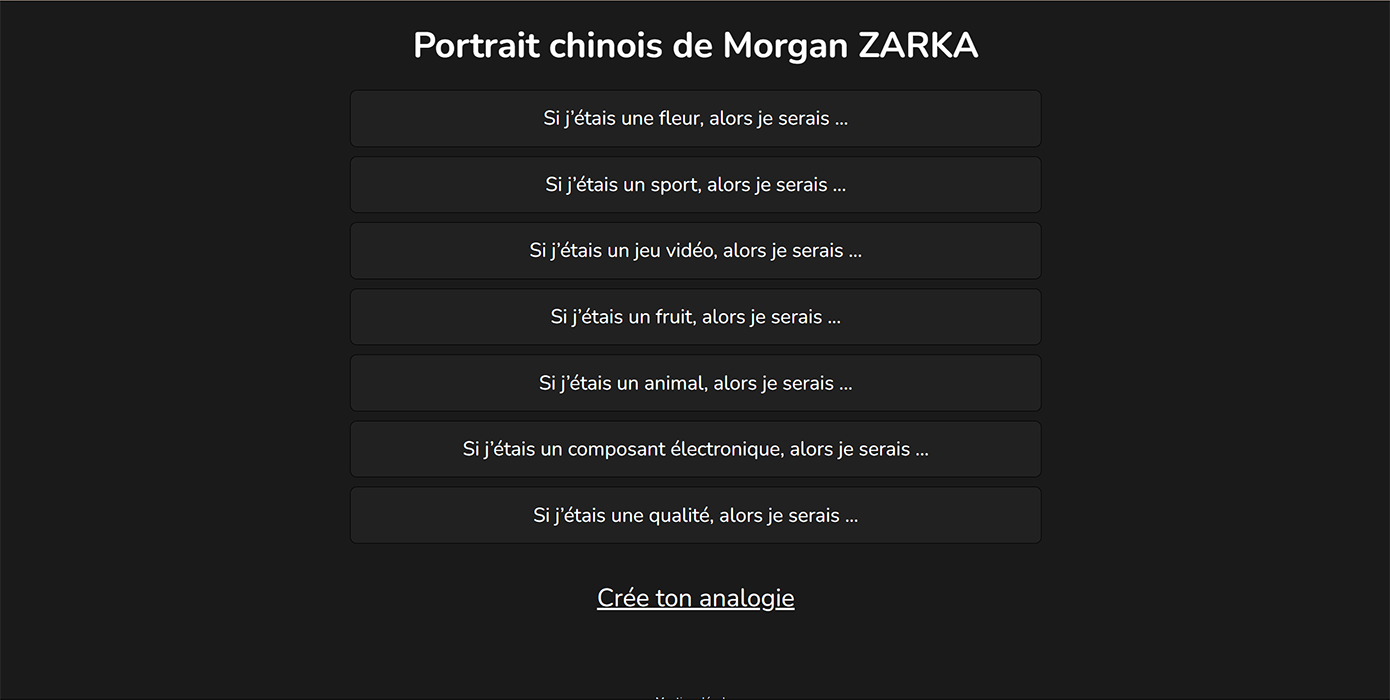 Portrait chinois de Morgan ZARKA
Si j'étais une fleur, alors je serais ...
Si j'étais un sport, alors je serais ...
Si j'étais un jeu vidéo, alors je serais ...
Si j'étais un fruit, alors je serais ...
Si j'étais un animal, alors je serais ...
Si j'étais un composant électronique, alors je serais ...
Si j'étais une qualité, alors je serais ...
Crée ton analogie